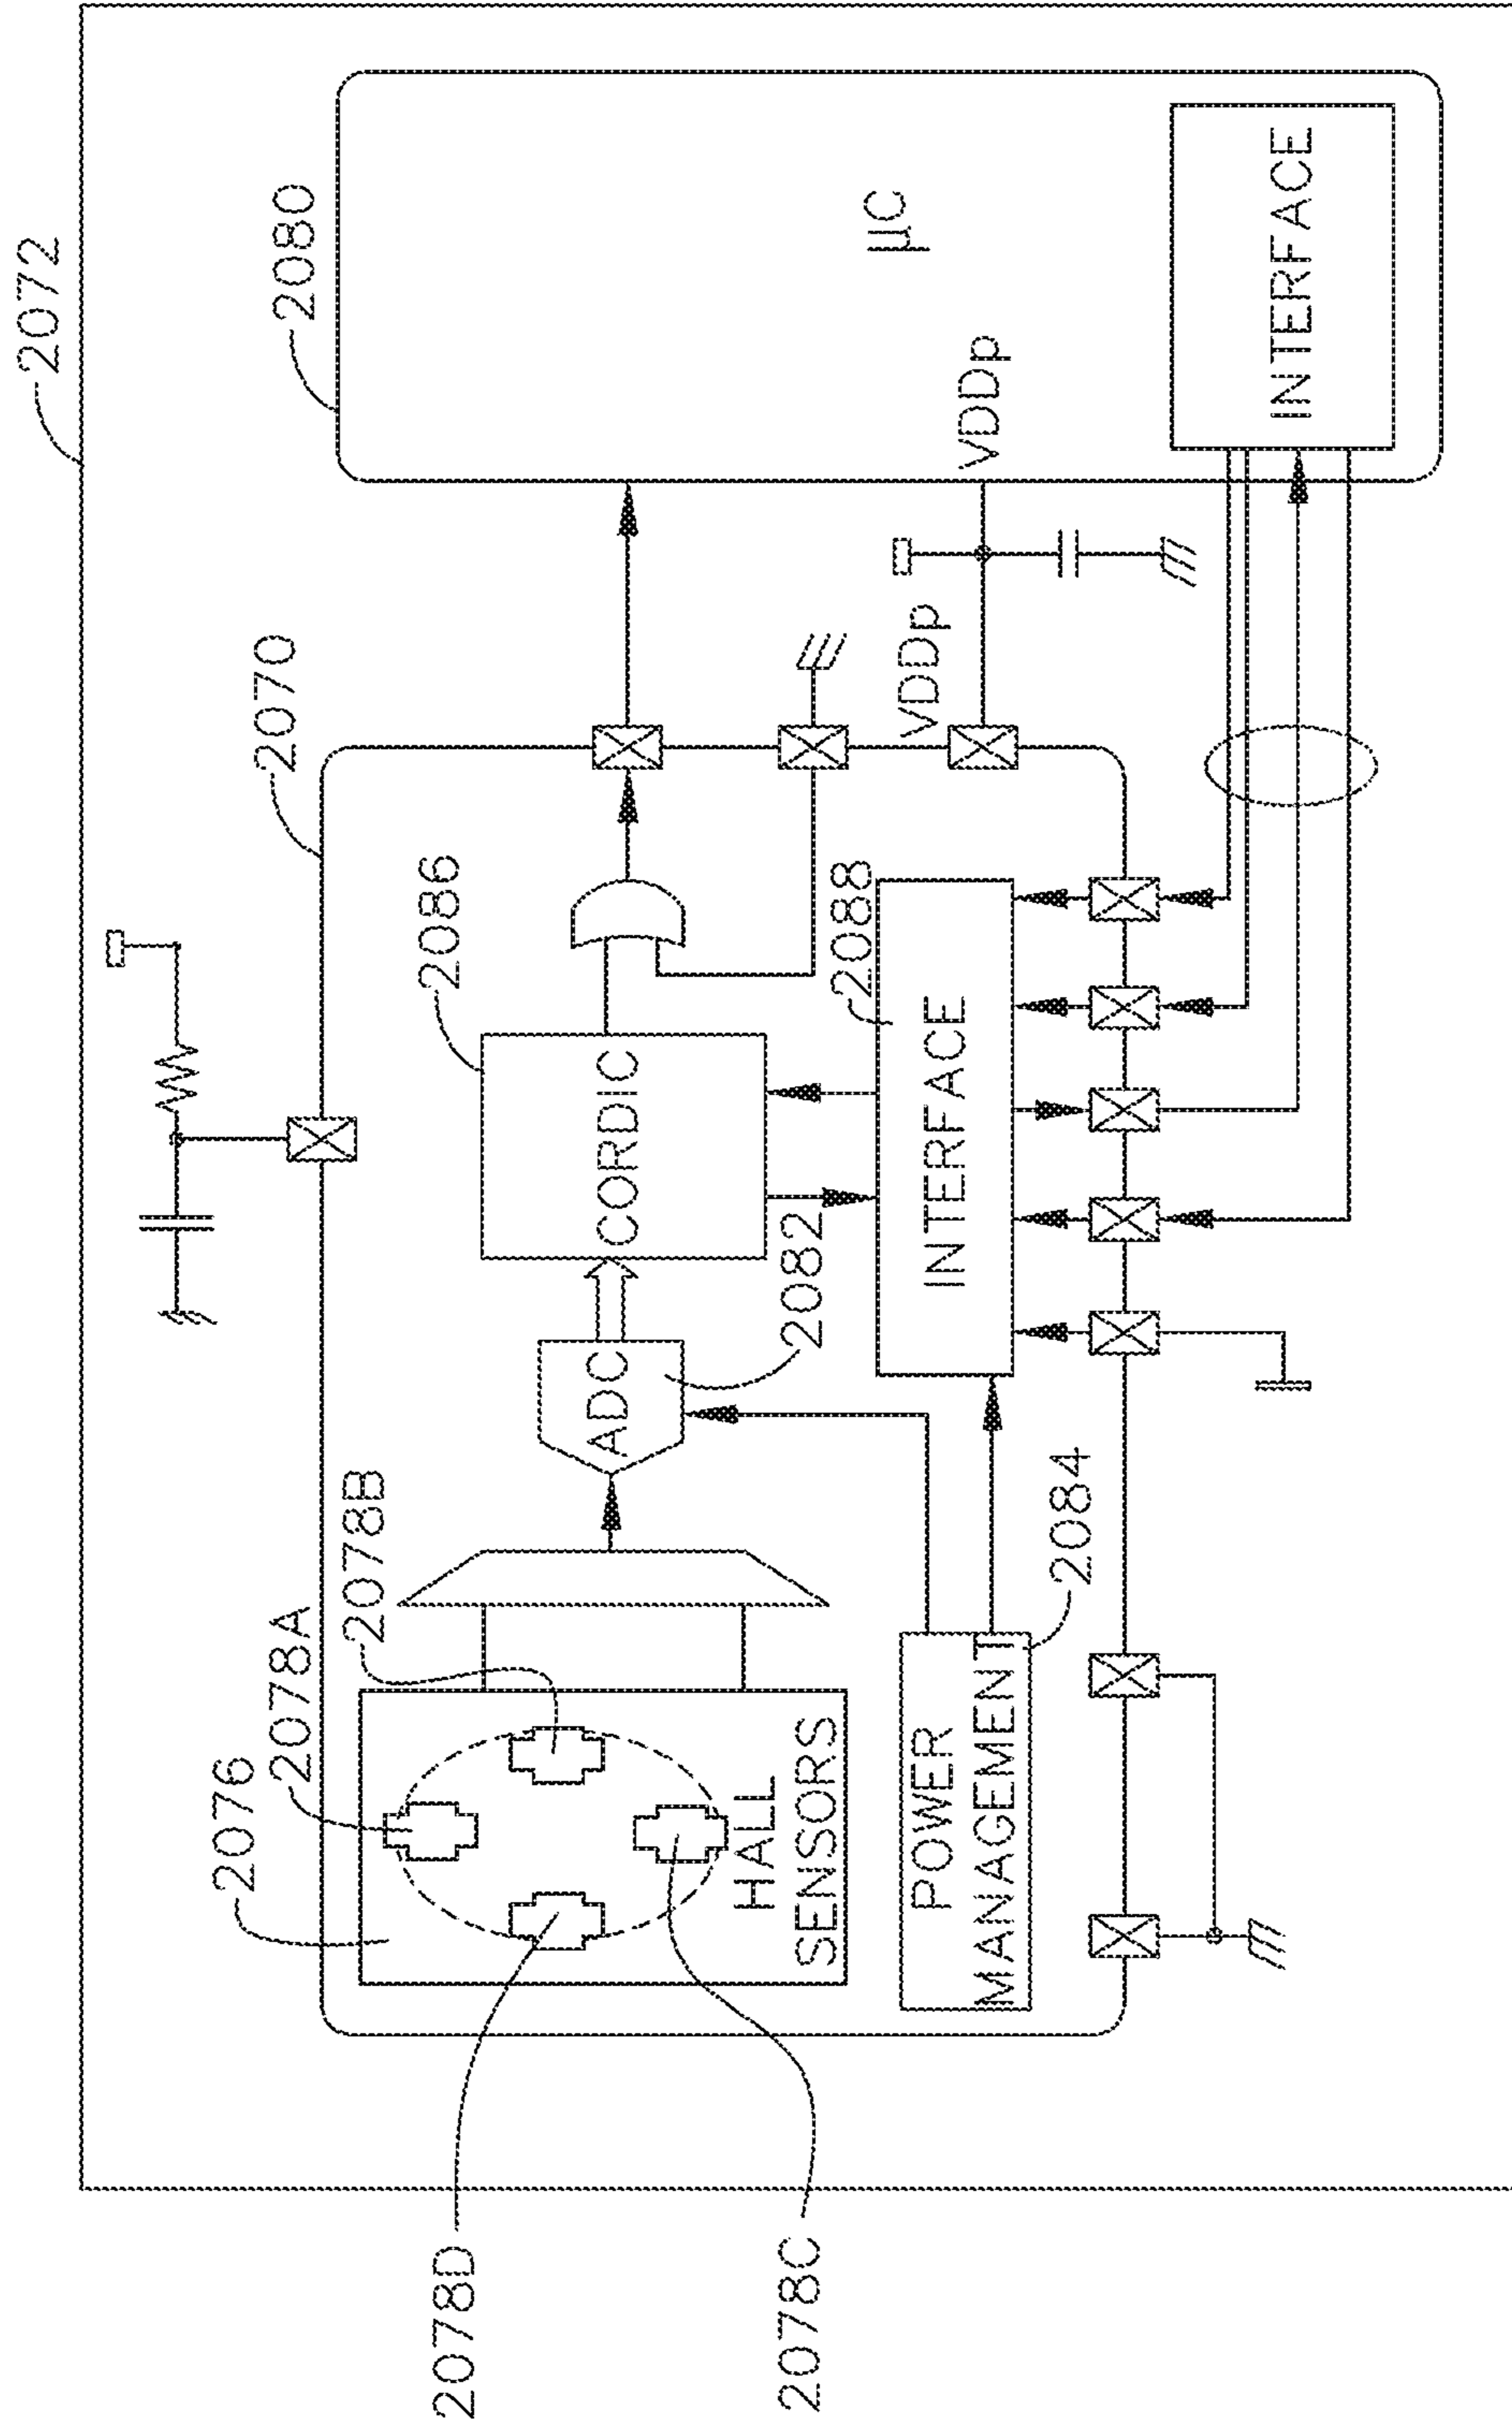 2072
2080
2070
µC
VDDp
VDDp
INTERFACE
2086
2088
CORDIC
INTERFACE
ADC
2082
2078B
2078A
2076
HALL
SENSORS
POWER
MANAGEMENT
2084
2078D
2078C